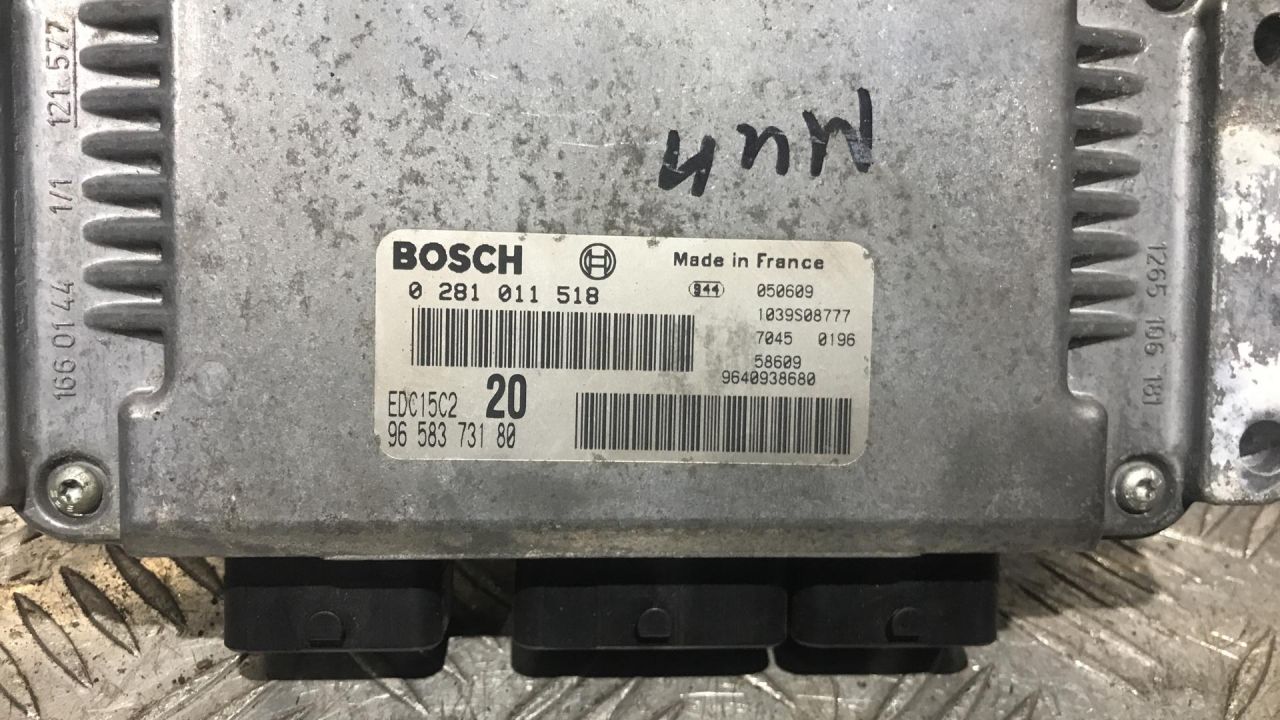 121.577
1/1
166 01'44
BOSCH
Made in France
0 281 011 518
944 050609
1039S08777
7045 0196
58609
9640938680
EDC15C2 20
96 583 731 80
1265 106 181